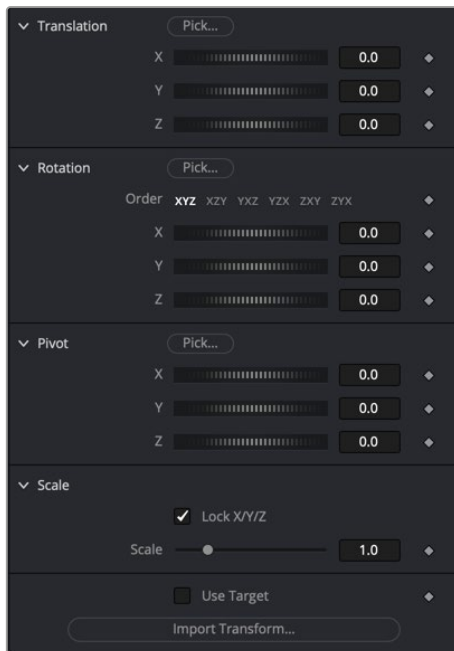 Translation Pick...
X 0.0
Y 0.0
Z 0.0
Rotation Pick...
Order XYZ XZY YXZ YZX ZXY ZYX
X 0.0
Y 0.0
Z 0.0
Pivot Pick...
X 0.0
Y 0.0
Z 0.0
Scale
Lock X/Y/Z
Scale 1.0
Use Target
Import Transform...